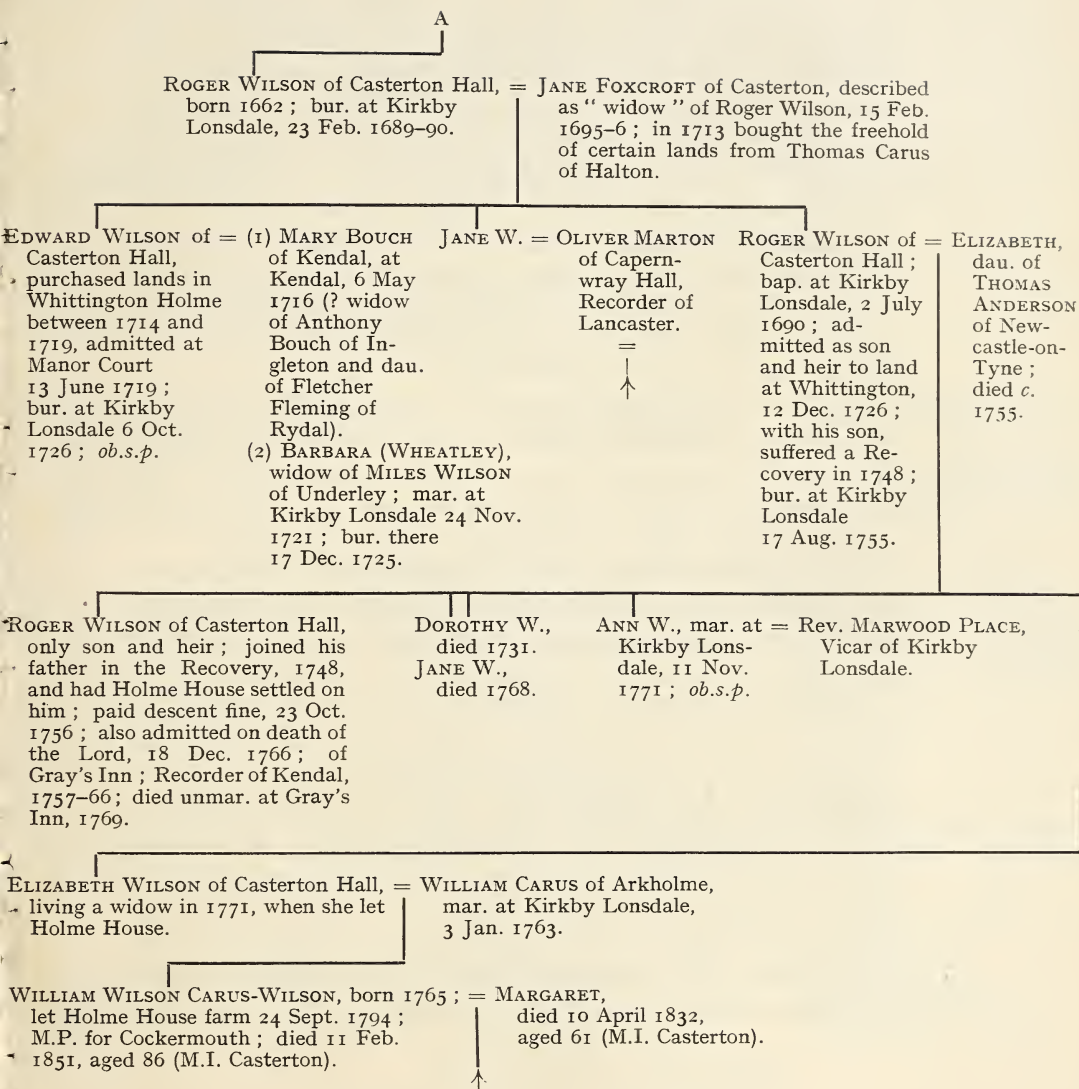 A
ROGER WILSON of Casterton Hall,
born 1662 ; bur. at Kirkby
Lonsdale, 23 Feb. 1689–90.
= JANE FOXCROFT of Casterton, described
as " widow " of Roger Wilson, 15 Feb.
1695–6 ; in 1713 bought the freehold
of certain lands from Thomas Carus
of Halton.
EDWARD WILSON of
Casterton Hall,
purchased lands in
Whittington Holme
between 1714 and
1719, admitted at
Manor Court
13 June 1719 ;
bur. at Kirkby
Lonsdale 6 Oct.
1726 ; ob.s.p.
= (1) MARY BOUCH
of Kendal, at
Kendal, 6 May
1716 (? widow
of Anthony
Bouch of In-
gleton and dau.
of Fletcher
Fleming of
Rydal).
(2) BARBARA (WHEATLEY),
widow of MILES WILSON
of Underley ; mar. at
Kirkby Lonsdale 24 Nov.
1721 ; bur. there
17 Dec. 1725.
JANE W. = OLIVER MARTON
of Capern-
wray Hall,
Recorder of
Lancaster.
=
ROGER WILSON of
Casterton Hall ;
bap. at Kirkby
Lonsdale, 2 July
1690 ; ad-
mitted as son
and heir to land
at Whittington,
12 Dec. 1726 ;
with his son,
suffered a Re-
covery in 1748 ;
bur. at Kirkby
Lonsdale
17 Aug. 1755.
= ELIZABETH,
dau. of
THOMAS
ANDERSON
of New-
castle-on-
Tyne ;
died c.
1755.
ROGER WILSON of Casterton Hall,
only son and heir ; joined his
father in the Recovery, 1748,
and had Holme House settled on
him ; paid descent fine, 23 Oct.
1756 ; also admitted on death of
the Lord, 18 Dec. 1766 ; of
Gray's Inn ; Recorder of Kendal,
1757–66 ; died unmar. at Gray's
Inn, 1769.
DOROTHY W.,
died 1731.
JANE W.,
died 1768.
ANN W., mar. at
Kirkby Lons-
dale, 11 Nov.
1771 ; ob.s.p.
= Rev. MARWOOD PLACE,
Vicar of Kirkby
Lonsdale.
ELIZABETH WILSON of Casterton Hall,
living a widow in 1771, when she let
Holme House.
= WILLIAM CARUS of Arkholme,
mar. at Kirkby Lonsdale,
3 Jan. 1763.
WILLIAM WILSON CARUS-WILSON, born 1765 ;
let Holme House farm 24 Sept. 1794 ;
M.P. for Cockermouth ; died 11 Feb.
1851, aged 86 (M.I. Casterton).
= MARGARET,
died 10 April 1832,
aged 61 (M.I. Casterton).